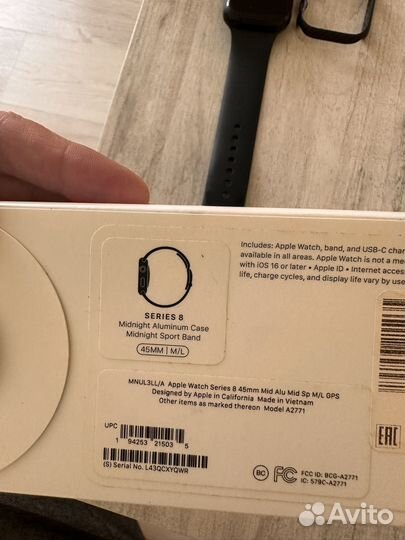 SERIES 8
Midnight Aluminum Case
Midnight Sport Band
45MM | M/L
Includes: Apple Watch, band, and USB-C
available in all areas. Apple Watch is not a
with iOS 16 or later • Apple ID • Internet
life, charge cycles, and display life vary by
MNUL3LL/A Apple Watch Series 8 45mm Mid Alu Mid Sp M/L GPS
Designed by Apple in California Made in Vietnam
Other items as marked thereon Model A2771
UPC
1 94253 21503 5
(S) Serial No. L43QCXYQWR
BC
FC
FCC ID: BCG-A2771
IC: 579C-A2771
EAC
Avito